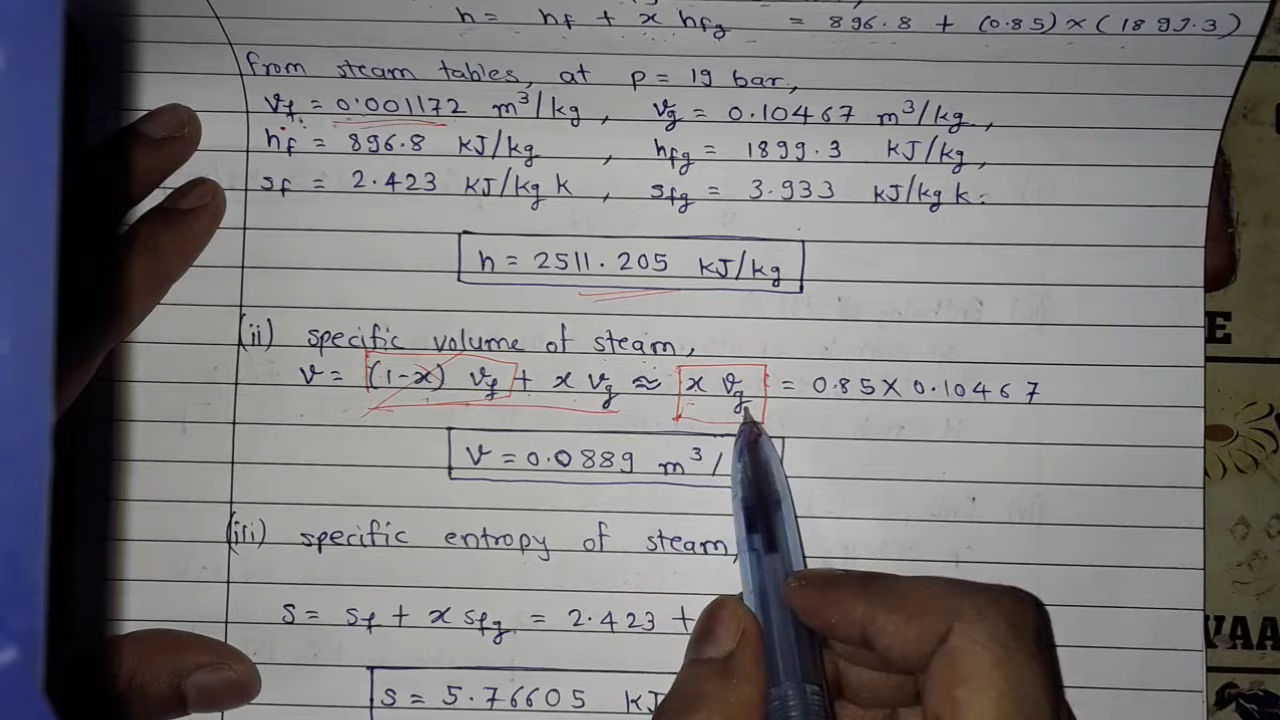 h = hf + x hfg = 896.8 + (0.85) × (1899.3)
from steam tables, at p = 19 bar,
vf = 0.001172 m³/kg, vg = 0.10467 m³/kg,
hf = 896.8 KJ/kg, hfg = 1899.3 KJ/kg,
sf = 2.423 KJ/kg k, sfg = 3.933 KJ/kg k.
h = 2511.205 KJ/kg
(ii) specific volume of steam,
v = (1-x) vf + x vg ≈ x vg = 0.85 × 0.10467
v = 0.0889 m³/
(iii) specific entropy of steam,
s = sf + x sfg = 2.423 +
s = 5.76605 KJ
E
VAA